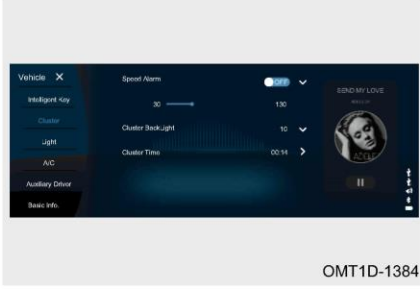 Vehicle X
Intelligent Key
Cluster
Light
A/C
Auxiliary Driver
Basic Info.
Speed Alarm
OFF
30
130
Cluster BackLight
10
Cluster Time
00:14
SEND MY LOVE
ADELE
OMT1D-1384